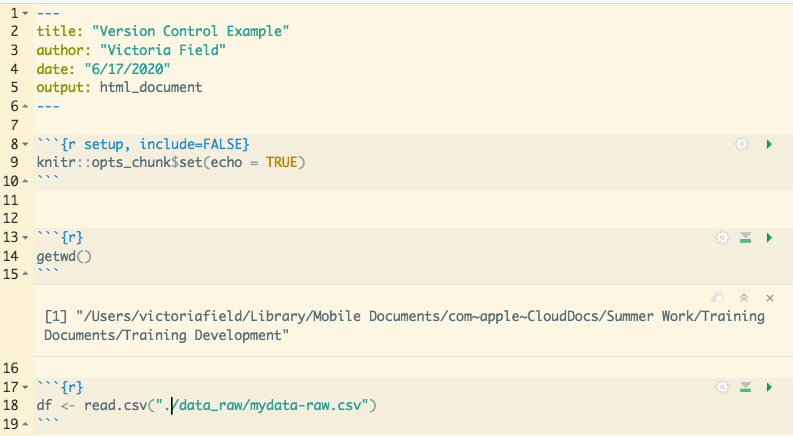 1 ---
2 title: "Version Control Example"
3 author: "Victoria Field"
4 date: "6/17/2020"
5 output: html_document
6 ---
7
8 ```{r setup, include=FALSE}
9 knitr::opts_chunk$set(echo = TRUE)
10 ```
11
12
13 ```{r}
14 getwd()
15 ```
[1] "/Users/victoriafield/Library/Mobile Documents/com~apple~CloudDocs/Summer Work/Training
Documents/Training Development"
16
17 ```{r}
18 df <- read.csv("./data_raw/mydata-raw.csv")
19 ```